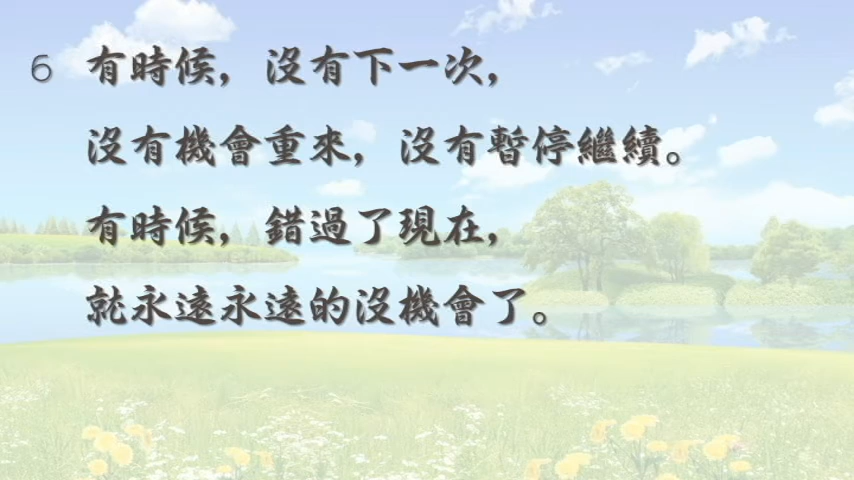 6 有時候，沒有下一次，
沒有機會重來，沒有暫停繼續。
有時候，錯過了現在，
就永遠永遠的沒機會了。